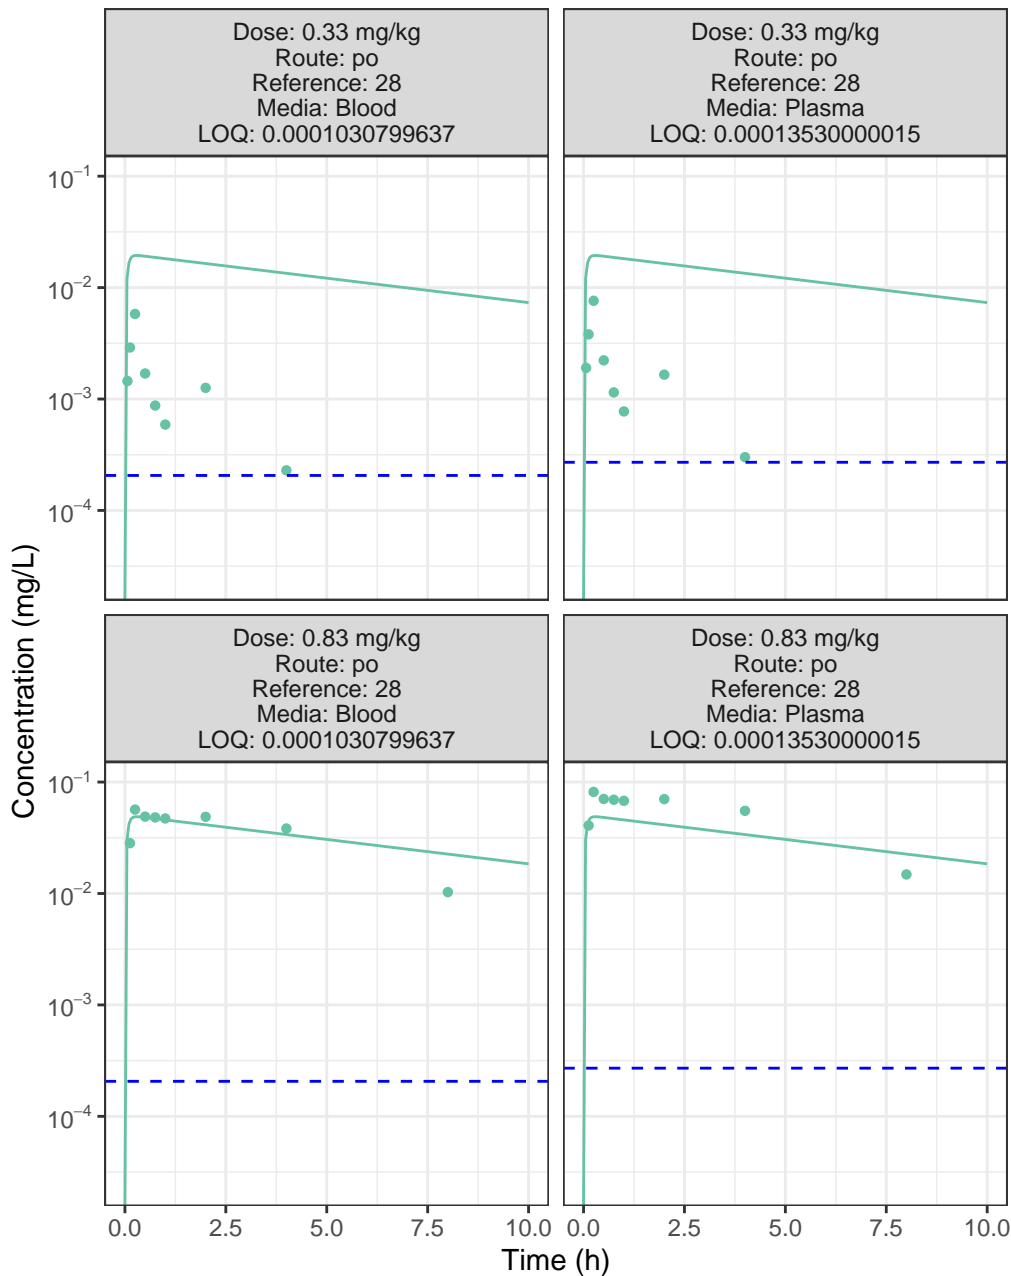 Dose: 0.33 mg/kg
Route: po
Reference: 28
Media: Blood
LOQ: 0.0001030799637
Dose: 0.33 mg/kg
Route: po
Reference: 28
Media: Plasma
LOQ: 0.00013530000015
10⁻¹
10⁻²
10⁻³
10⁻⁴
Concentration (mg/L)
Dose: 0.83 mg/kg
Route: po
Reference: 28
Media: Blood
LOQ: 0.0001030799637
Dose: 0.83 mg/kg
Route: po
Reference: 28
Media: Plasma
LOQ: 0.00013530000015
10⁻¹
10⁻²
10⁻³
10⁻⁴
0.0 2.5 5.0 7.5 10.0
0.0 2.5 5.0 7.5 10.0
Time (h)